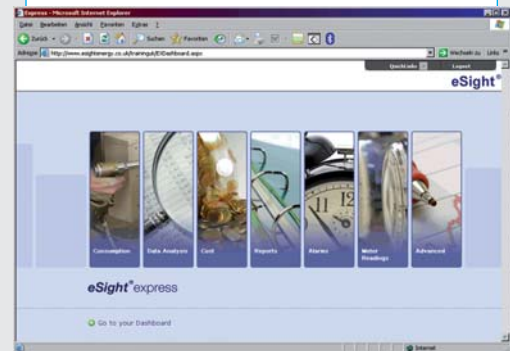 Express - Microsoft Internet Explorer
Datei Bearbeiten Ansicht Favoriten Extras ?
Zurück Suchen Favoriten
Adresse http://www.esightenergy.co.uk/traininguk/EXDashboard.aspx Wechseln zu Links
QuickLinks Logout
eSight®
Consumption Data Analysis Cost Reports Alarms Meter Readings Advanced
eSight®express
Go to your Dashboard
Internet